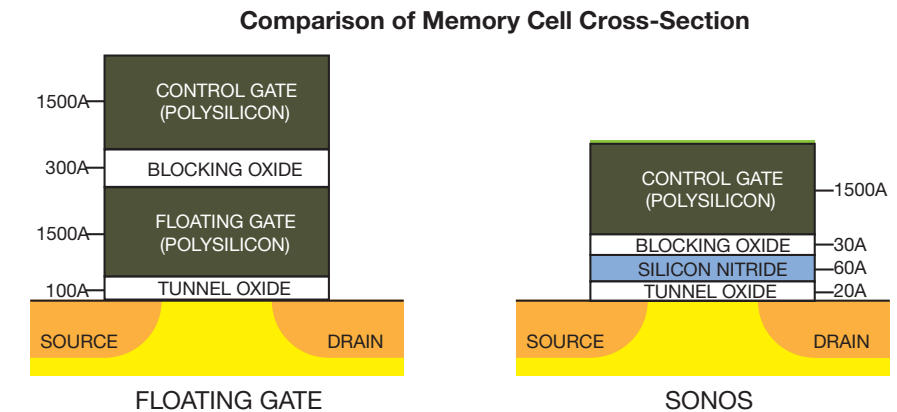 Comparison of Memory Cell Cross-Section
1500A
CONTROL GATE
(POLYSILICON)
300A
BLOCKING OXIDE
1500A
FLOATING GATE
(POLYSILICON)
100A
TUNNEL OXIDE
SOURCE
DRAIN
FLOATING GATE
CONTROL GATE
(POLYSILICON)
1500A
BLOCKING OXIDE
30A
SILICON NITRIDE
60A
TUNNEL OXIDE
20A
SOURCE
DRAIN
SONOS